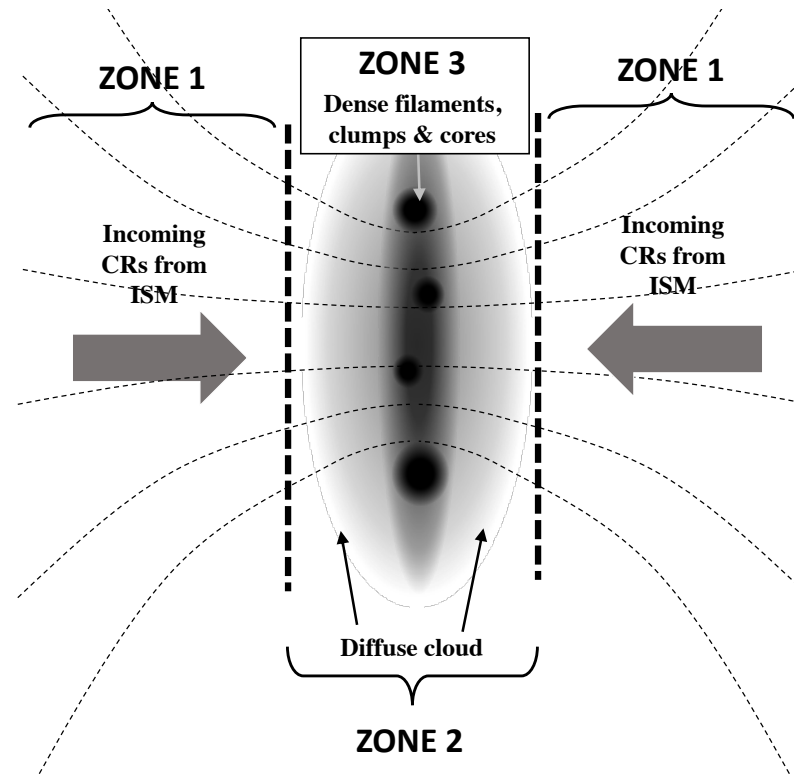 ZONE 1
ZONE 3
Dense filaments,
clumps & cores
ZONE 1
Incoming
CRs from
ISM
Incoming
CRs from
ISM
Diffuse cloud
ZONE 2